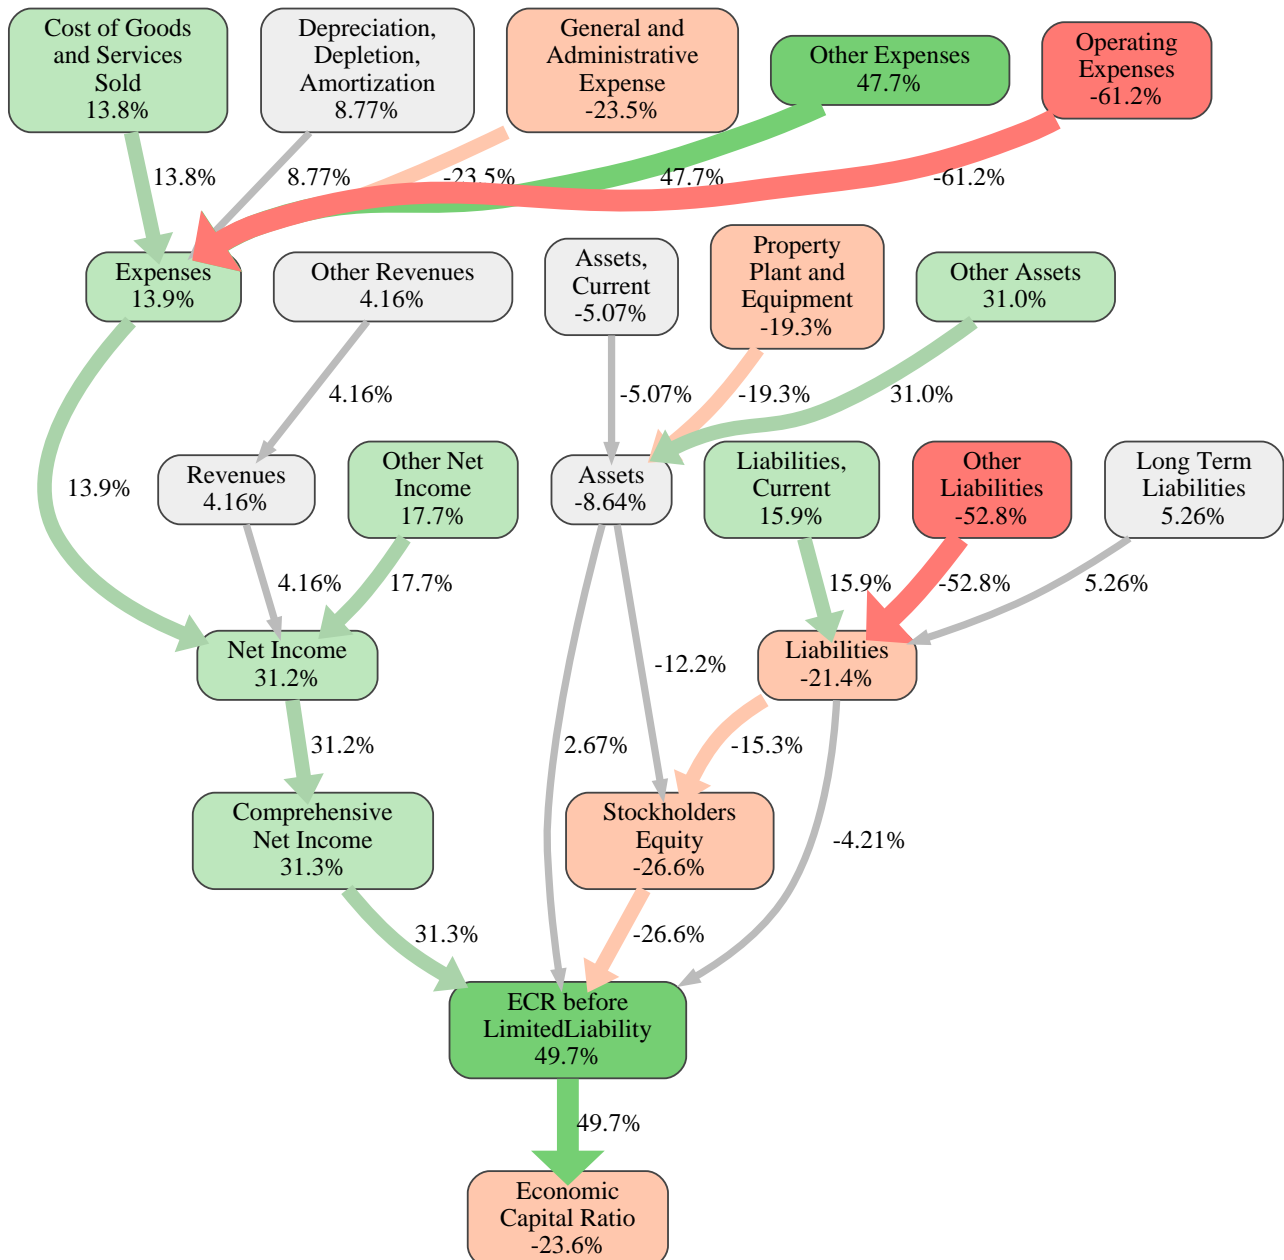 Cost of Goods
and Services
Sold
13.8%
Depreciation,
Depletion,
Amortization
8.77%
General and
Administrative
Expense
-23.5%
Other Expenses
47.7%
Operating
Expenses
-61.2%
13.8%
8.77%
-23.5%
47.7%
-61.2%
Expenses
13.9%
Other Revenues
4.16%
Assets,
Current
-5.07%
Property
Plant and
Equipment
-19.3%
Other Assets
31.0%
4.16%
-5.07%
-19.3%
31.0%
13.9%
Revenues
4.16%
Other Net
Income
17.7%
Assets
-8.64%
Liabilities,
Current
15.9%
Other
Liabilities
-52.8%
Long Term
Liabilities
5.26%
4.16%
17.7%
15.9%
-52.8%
5.26%
Net Income
31.2%
-12.2%
Liabilities
-21.4%
31.2%
2.67%
-15.3%
Comprehensive
Net Income
31.3%
Stockholders
Equity
-26.6%
-4.21%
31.3%
-26.6%
ECR before
LimitedLiability
49.7%
49.7%
Economic
Capital Ratio
-23.6%